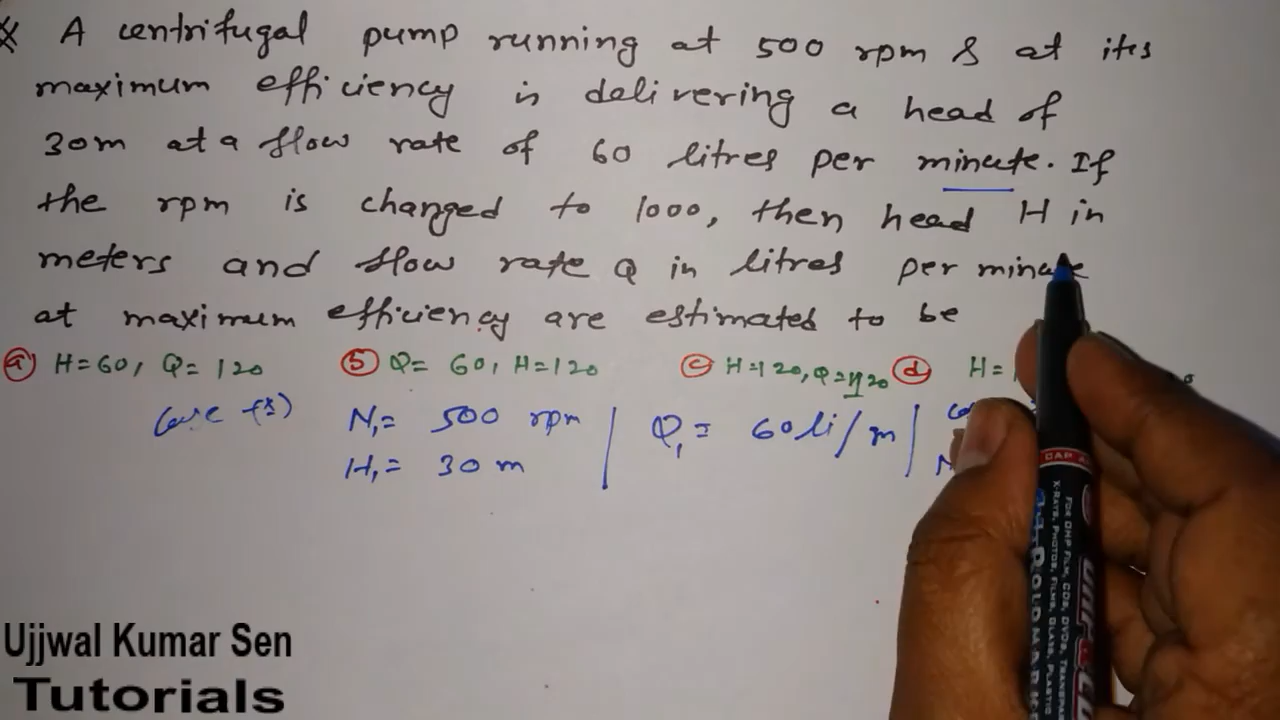 A centrifugal pump running at 500 rpm & at its
maximum efficiency is delivering a head of
30m at a flow rate of 60 litres per minute. If
the rpm is changed to 1000, then head H in
meters and flow rate Q in litres per minute
at maximum efficiency are estimated to be
(a) H=60, Q=120 (b) Q= 60, H=120 (c) H=120, Q=120 (d) H=
Case N₁= 500 rpm Q₁= 60 li/m
H₁= 30 m N
Ujjwal Kumar Sen
Tutorials
CAP
ROLDMARK